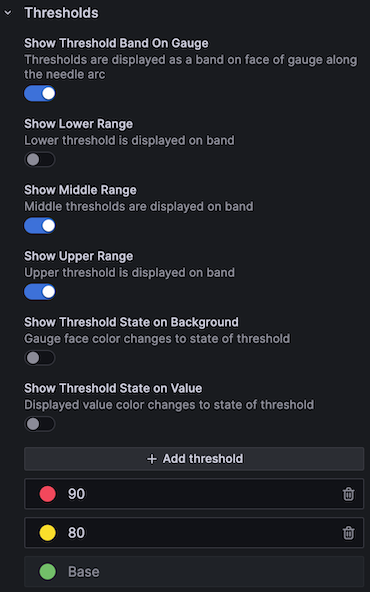 Thresholds
Show Threshold Band On Gauge
Thresholds are displayed as a band on face of gauge along
the needle arc
Show Lower Range
Lower threshold is displayed on band
Show Middle Range
Middle thresholds are displayed on band
Show Upper Range
Upper threshold is displayed on band
Show Threshold State on Background
Gauge face color changes to state of threshold
Show Threshold State on Value
Displayed value color changes to state of threshold
+ Add threshold
90
80
Base